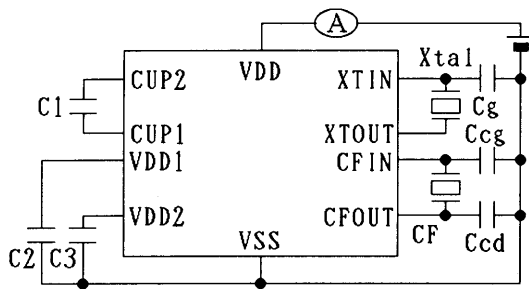 A
VDD
Xtal
CUP2
XTIN
C1
Cg
CUP1
XTOUT
Ccg
VDD1
CFIN
VDD2
CFOUT
C2
C3
VSS
CF
Ccd